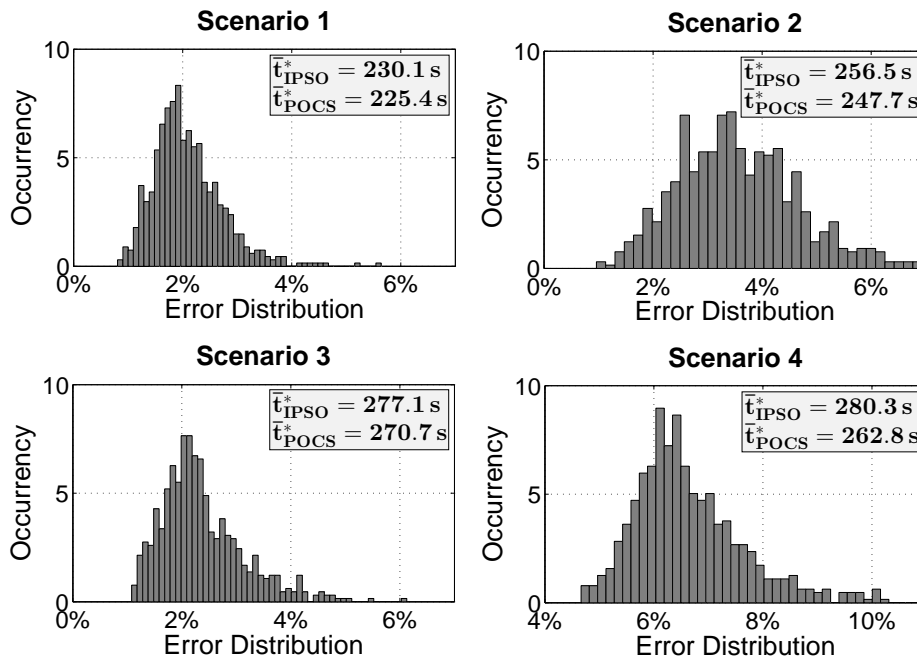 Scenario 1
10
5
0
0% 2% 4% 6%
Occurrency
Error Distribution
t̄*IPSO = 230.1 s
t̄*POCS = 225.4 s
Scenario 2
10
5
0
0% 2% 4% 6%
Occurrency
Error Distribution
t̄*IPSO = 256.5 s
t̄*POCS = 247.7 s
Scenario 3
10
5
0
0% 2% 4% 6%
Occurrency
Error Distribution
t̄*IPSO = 277.1 s
t̄*POCS = 270.7 s
Scenario 4
10
5
0
4% 6% 8% 10%
Occurrency
Error Distribution
t̄*IPSO = 280.3 s
t̄*POCS = 262.8 s